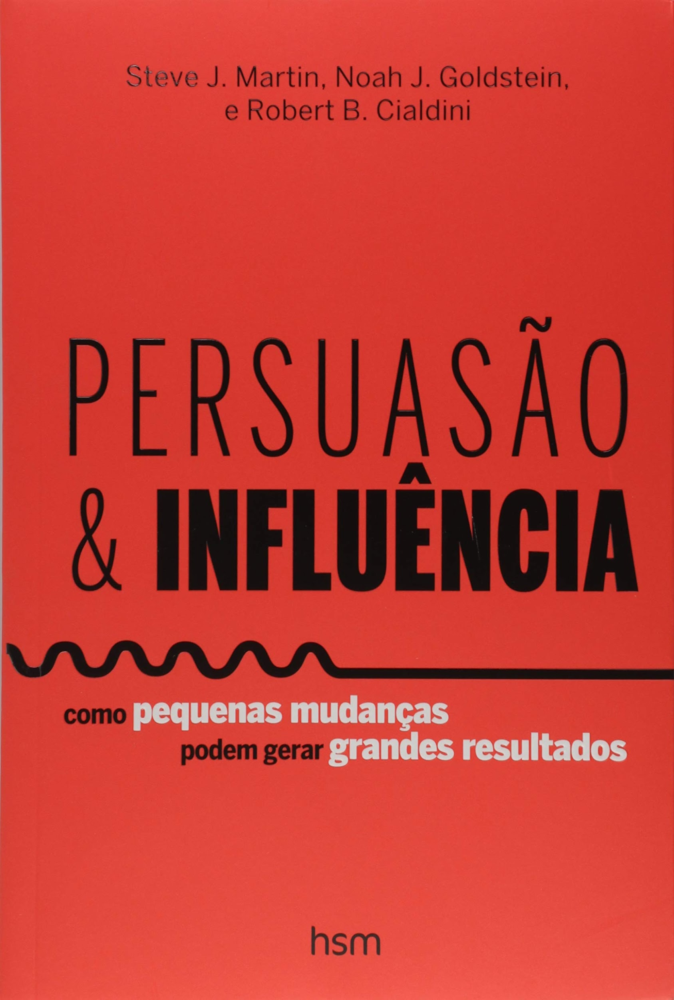 Steve J. Martin, Noah J. Goldstein,
e Robert B. Cialdini
PERSUASÃO
& INFLUÊNCIA
como pequenas mudanças
podem gerar grandes resultados
hsm